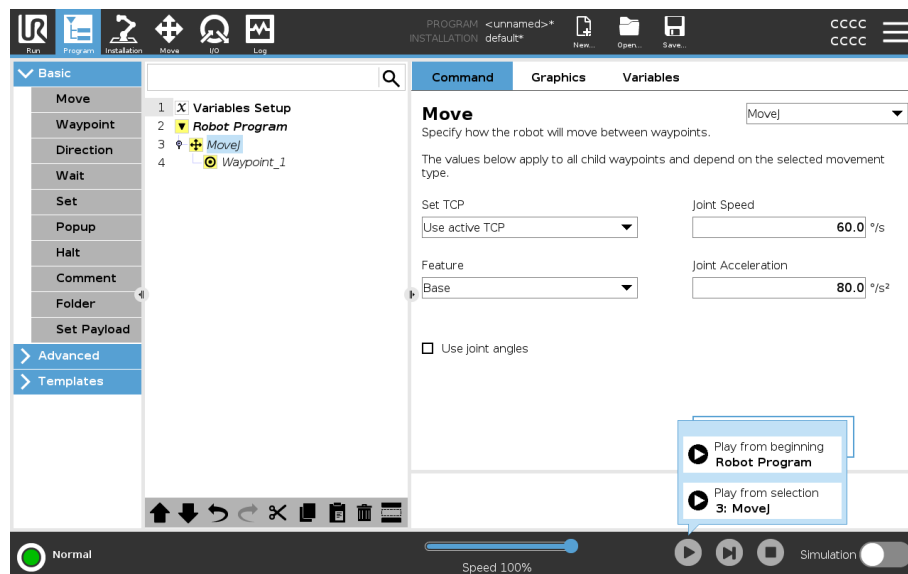 PROGRAM <unnamed>*
INSTALLATION default*
CCCC
CCCC
Run
Program
Installation
Move
I/O
Log
New...
Open...
Save...
Basic
Move
Waypoint
Direction
Wait
Set
Popup
Halt
Comment
Folder
Set Payload
Advanced
Templates
1 X Variables Setup
2 Robot Program
3 MoveJ
4 Waypoint_1
Command Graphics Variables
Move
MoveJ
Specify how the robot will move between waypoints.
The values below apply to all child waypoints and depend on the selected movement
type.
Set TCP
Joint Speed
Use active TCP
60.0 °/s
Feature
Joint Acceleration
Base
80.0 °/s²
Use joint angles
Play from beginning
Robot Program
Play from selection
3: MoveJ
Normal
Speed 100%
Simulation